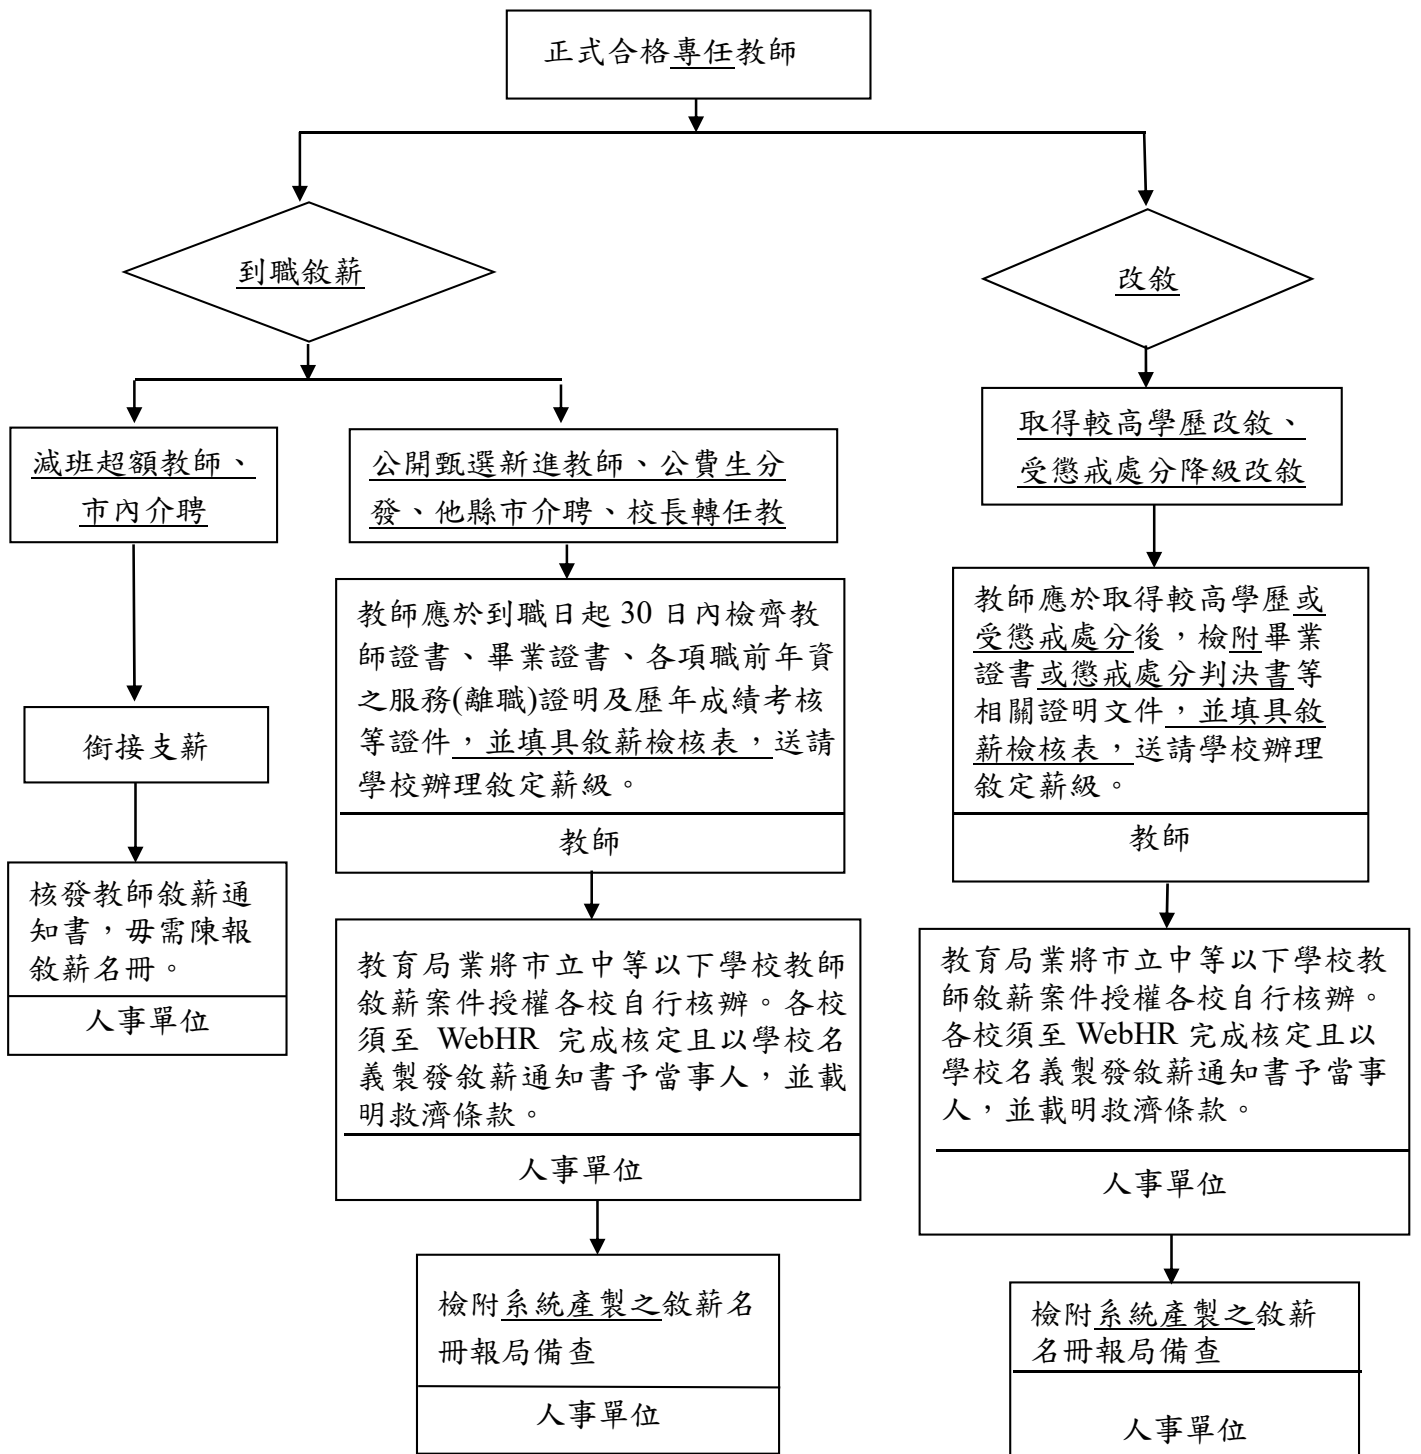 正式合格專任教師
到職敘薪
改敘
減班超額教師、
市內介聘
公開甄選新進教師、公費生分
發、他縣市介聘、校長轉任教
取得較高學歷改敘、
受懲戒處分降級改敘
銜接支薪
教師應於到職日起 30 日內檢齊教
師證書、畢業證書、各項職前年資
之服務(離職)證明及歷年成績考核
等證件，並填具敘薪檢核表，送請
學校辦理敘定薪級。
教師
教師應於取得較高學歷或
受懲戒處分後，檢附畢業
證書或懲戒處分判決書等
相關證明文件，並填具敘
薪檢核表，送請學校辦理
敘定薪級。
教師
核發教師敘薪通
知書，毋需陳報
敘薪名冊。
人事單位
教育局業將市立中等以下學校教師
敘薪案件授權各校自行核辦。各校
須至 WebHR 完成核定且以學校名
義製發敘薪通知書予當事人，並載
明救濟條款。
人事單位
教育局業將市立中等以下學校教
師敘薪案件授權各校自行核辦。
各校須至 WebHR 完成核定且以
學校名義製發敘薪通知書予當事
人，並載明救濟條款。
人事單位
檢附系統產製之敘薪名
冊報局備查
人事單位
檢附系統產製之敘薪
名冊報局備查
人事單位